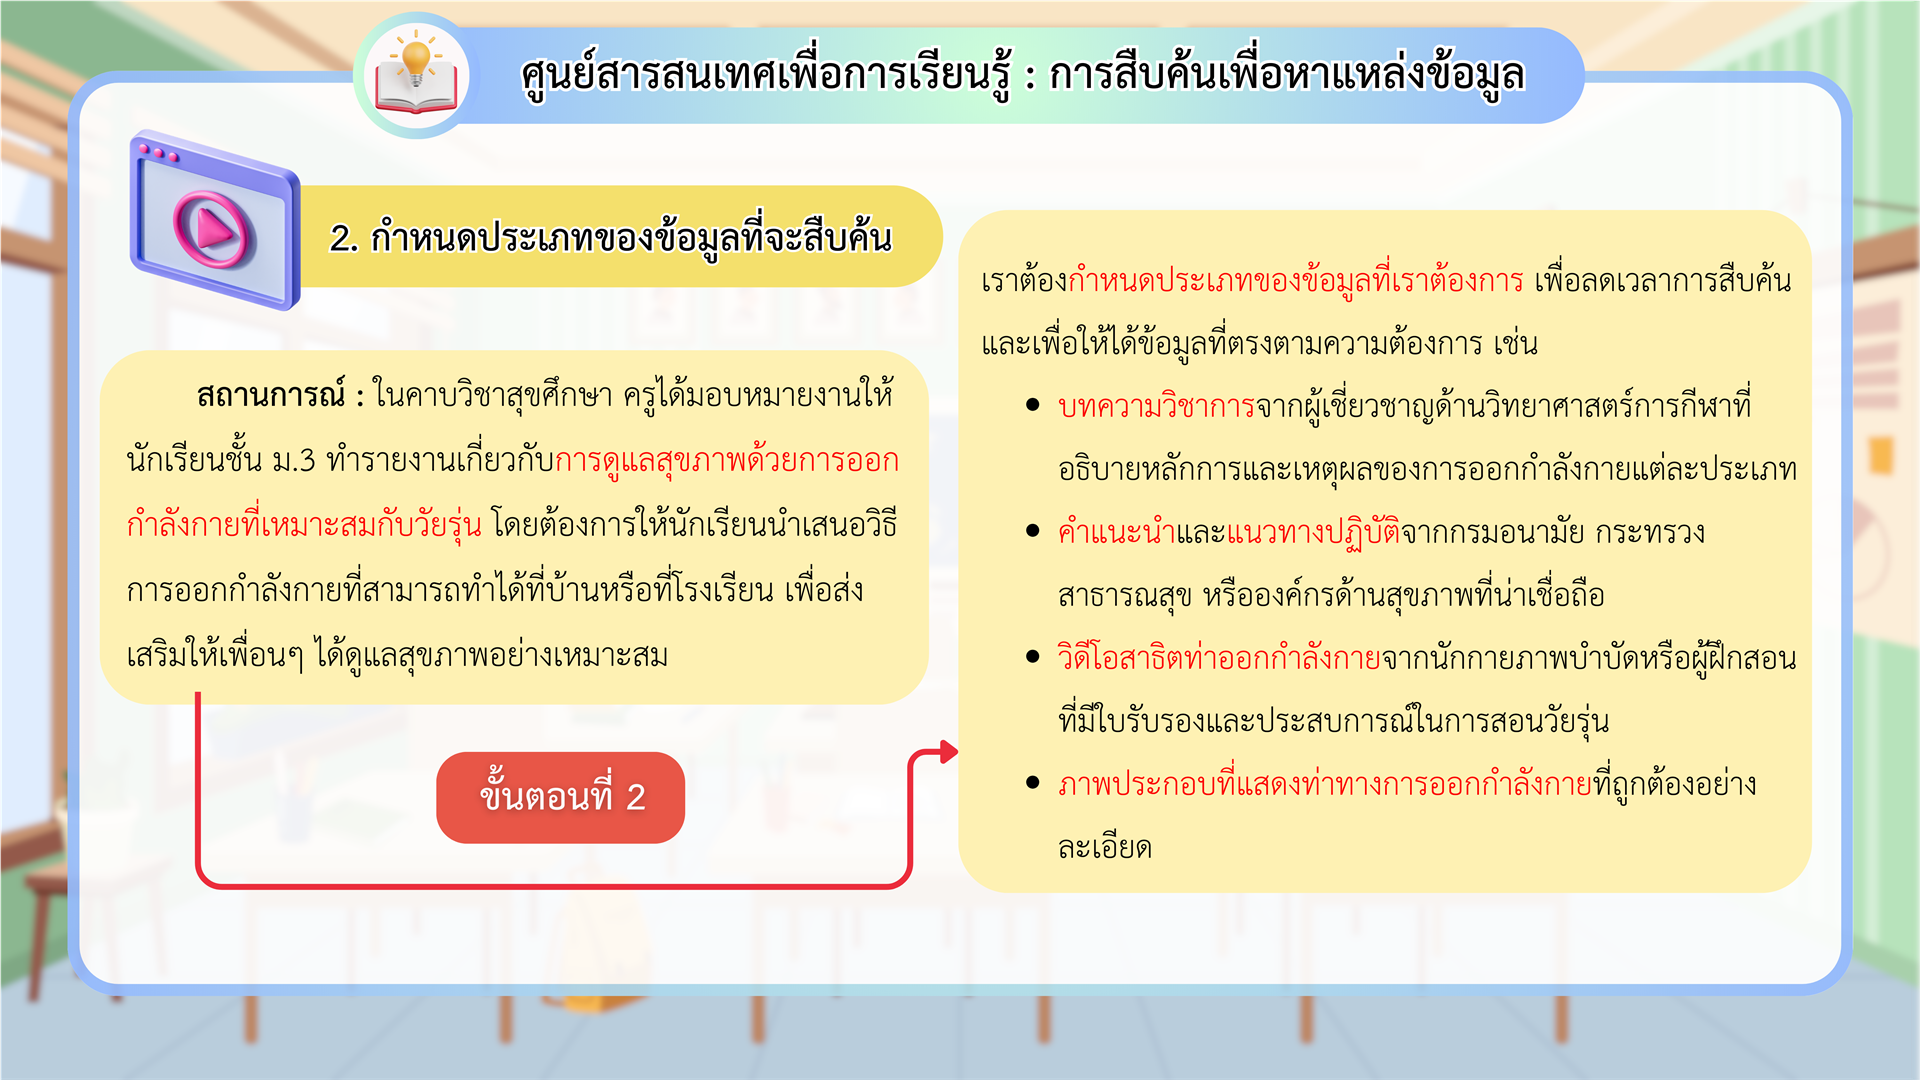 ศูนย์สารสนเทศเพื่อการเรียนรู้ : การสืบค้นเพื่อหาแหล่งข้อมูล
2. กำหนดประเภทของข้อมูลที่จะสืบค้น
สถานการณ์ : ในคาบวิชาสุขศึกษา ครูได้มอบหมายงานให้
นักเรียนชั้น ม.3 ทำรายงานเกี่ยวกับการดูแลสุขภาพด้วยการออก
กำลังกายที่เหมาะสมกับวัยรุ่น โดยต้องการให้นักเรียนนำเสนอวิธี
การออกกำลังกายที่สามารถทำได้ที่บ้านหรือที่โรงเรียน เพื่อส่ง
เสริมให้เพื่อนๆ ได้ดูแลสุขภาพอย่างเหมาะสม
ขั้นตอนที่ 2
เราต้องกำหนดประเภทของข้อมูลที่เราต้องการ เพื่อลดเวลาการสืบค้น
และเพื่อให้ได้ข้อมูลที่ตรงตามความต้องการ เช่น
• บทความวิชาการจากผู้เชี่ยวชาญด้านวิทยาศาสตร์การกีฬาที่
อธิบายหลักการและเหตุผลของการออกกำลังกายแต่ละประเภท
• คำแนะนำและแนวทางปฏิบัติจากกรมอนามัย กระทรวง
สาธารณสุข หรือองค์กรด้านสุขภาพที่น่าเชื่อถือ
• วิดีโอสาธิตท่าออกกำลังกายจากนักกายภาพบำบัดหรือผู้ฝึกสอน
ที่มีใบรับรองและประสบการณ์ในการสอนวัยรุ่น
• ภาพประกอบที่แสดงท่าทางการออกกำลังกายที่ถูกต้องอย่าง
ละเอียด